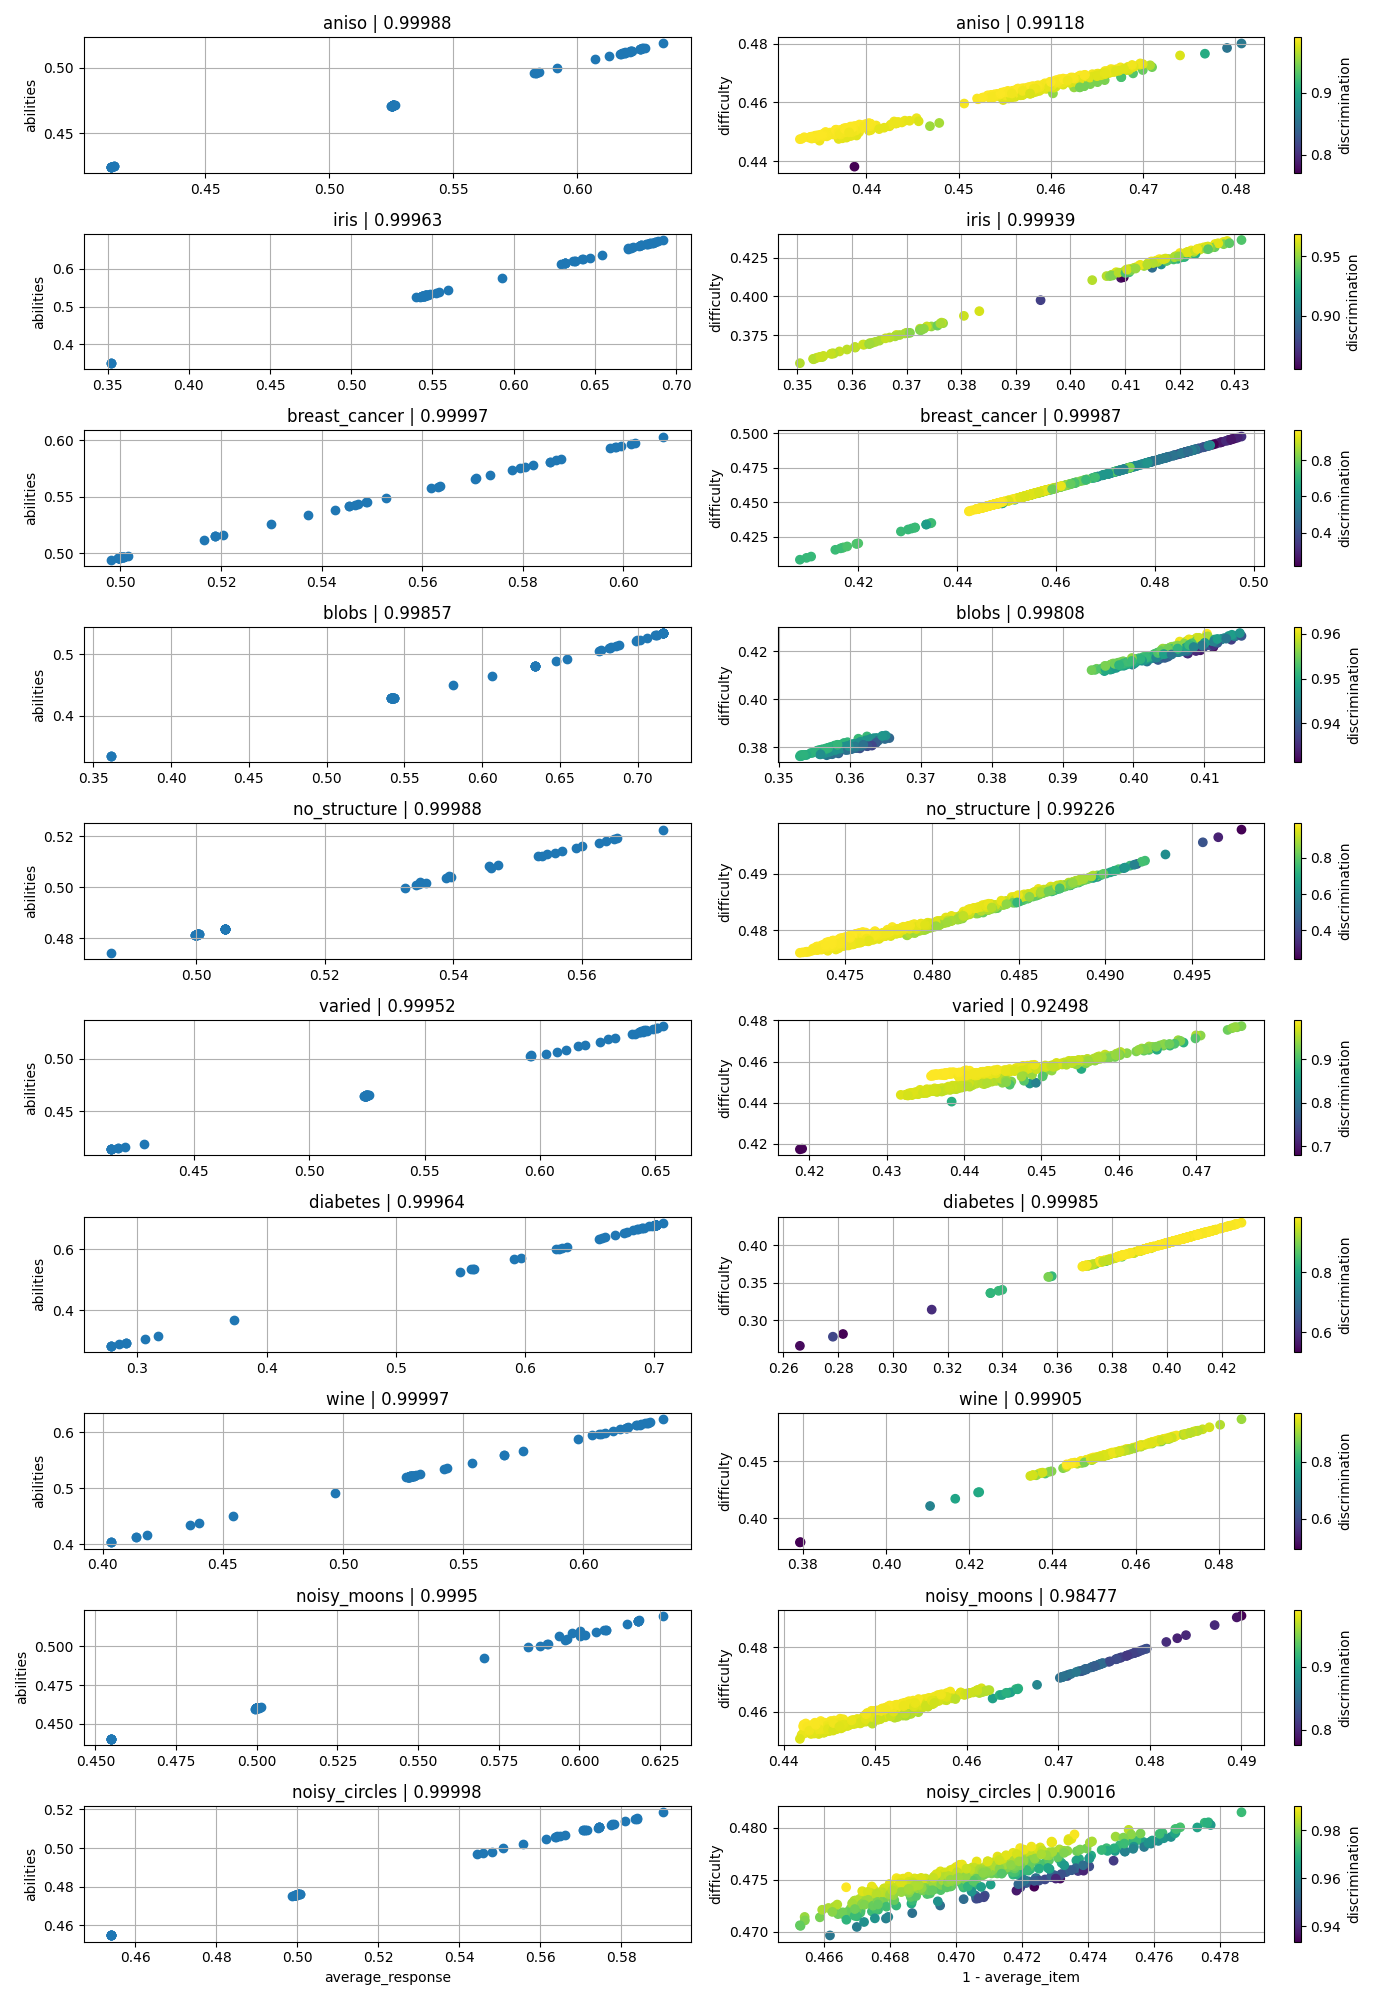 aniso | 0.99988
abilities
0.50
0.45
0.45 0.50 0.55 0.60
aniso | 0.99118
difficulty
0.48
0.46
0.44
0.44 0.45 0.46 0.47 0.48
0.9
0.8
discrimination
iris | 0.99963
abilities
0.6
0.5
0.4
0.35 0.40 0.45 0.50 0.55 0.60 0.65 0.70
iris | 0.99939
difficulty
0.425
0.400
0.375
0.35 0.36 0.37 0.38 0.39 0.40 0.41 0.42 0.43
0.95
0.90
discrimination
breast_cancer | 0.99997
abilities
0.60
0.55
0.50
0.50 0.52 0.54 0.56 0.58 0.60
breast_cancer | 0.99987
difficulty
0.500
0.475
0.450
0.425
0.42 0.44 0.46 0.48 0.50
0.8
0.6
0.4
discrimination
blobs | 0.99857
abilities
0.5
0.4
0.35 0.40 0.45 0.50 0.55 0.60 0.65 0.70
blobs | 0.99808
difficulty
0.42
0.40
0.38
0.35 0.36 0.37 0.38 0.39 0.40 0.41
0.96
0.95
0.94
discrimination
no_structure | 0.99988
abilities
0.52
0.50
0.48
0.50 0.52 0.54 0.56
no_structure | 0.99226
difficulty
0.49
0.48
0.475 0.480 0.485 0.490 0.495
0.8
0.6
0.4
discrimination
varied | 0.99952
abilities
0.50
0.45
0.45 0.50 0.55 0.60 0.65
varied | 0.92498
difficulty
0.48
0.46
0.44
0.42
0.42 0.43 0.44 0.45 0.46 0.47
0.9
0.8
0.7
discrimination
diabetes | 0.99964
abilities
0.6
0.4
0.3 0.4 0.5 0.6 0.7
diabetes | 0.99985
difficulty
0.40
0.35
0.30
0.26 0.28 0.30 0.32 0.34 0.36 0.38 0.40 0.42
0.8
0.6
discrimination
wine | 0.99997
abilities
0.6
0.5
0.4
0.40 0.45 0.50 0.55 0.60
wine | 0.99905
difficulty
0.45
0.40
0.38 0.40 0.42 0.44 0.46 0.48
0.8
0.6
discrimination
noisy_moons | 0.9995
abilities
0.500
0.475
0.450
0.450 0.475 0.500 0.525 0.550 0.575 0.600 0.625
noisy_moons | 0.98477
difficulty
0.48
0.46
0.44 0.45 0.46 0.47 0.48 0.49
0.9
0.8
discrimination
noisy_circles | 0.99998
abilities
0.52
0.50
0.48
0.46
0.46 0.48 0.50 0.52 0.54 0.56 0.58
average_response
noisy_circles | 0.90016
difficulty
0.480
0.475
0.470
0.466 0.468 0.470 0.472 0.474 0.476 0.478
1 - average_item
0.98
0.96
0.94
discrimination